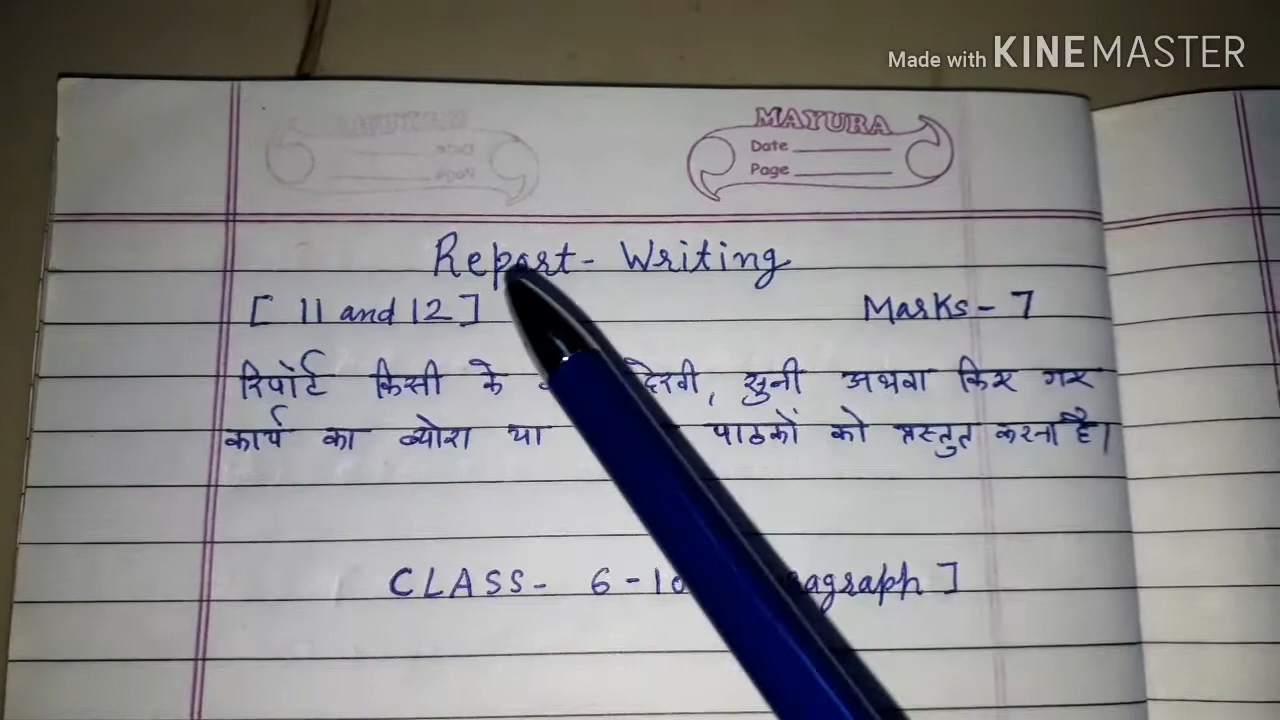 Made with KINEMASTER
MAYURA
Date
Page
Report- Writing
[ 11 and 12 ]
Marks- 7
रिपोर्ट किसी के देखी, सुनी अथवा किए गए
कार्य का ब्योरा या पाठकों को प्रस्तुत करना है।
CLASS- 6-10 ]